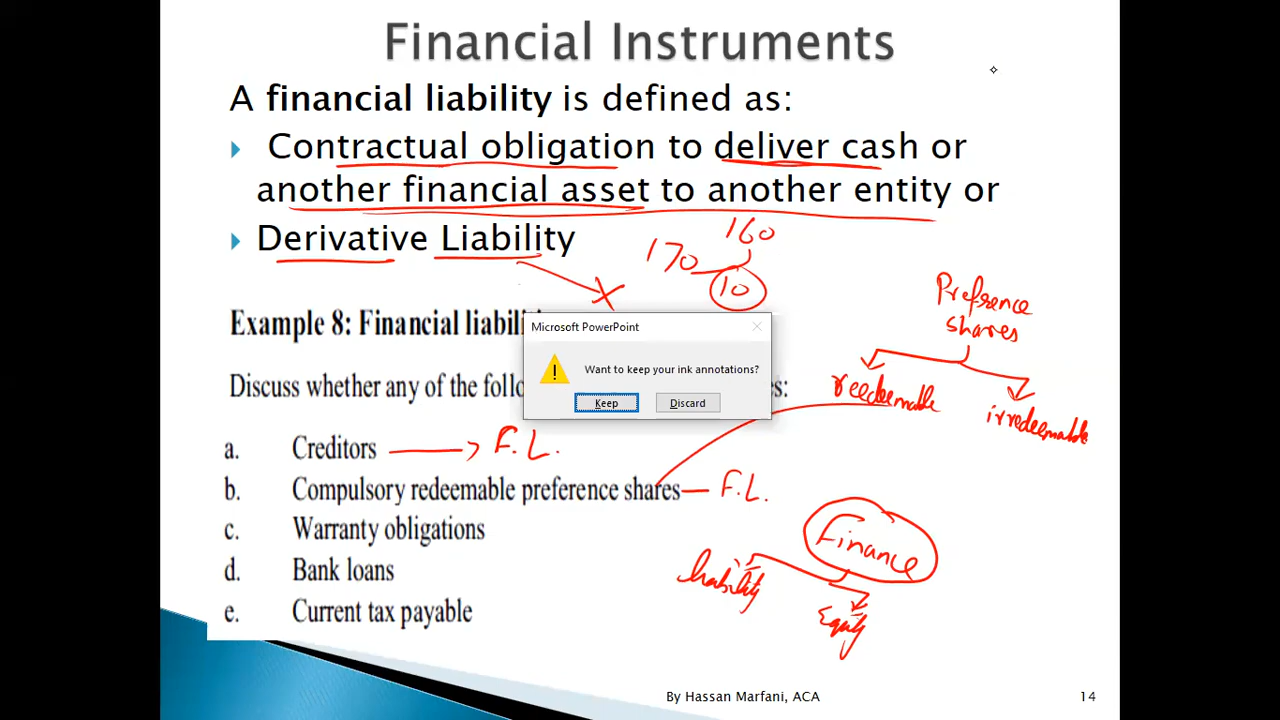 Financial Instruments
A financial liability is defined as:
Contractual obligation to deliver cash or
another financial asset to another entity or
Derivative Liability
160
170
10
Preference
shares
Example 8: Financial liabili
Microsoft PowerPoint
Want to keep your ink annotations?
Keep Discard
Discuss whether any of the follo s:
reedeemable
irredeemable
a. Creditors F.L.
b. Compulsory redeemable preference shares F.L.
c. Warranty obligations
Finance
d. Bank loans
liability
e. Current tax payable
Equity
By Hassan Marfani, ACA 14